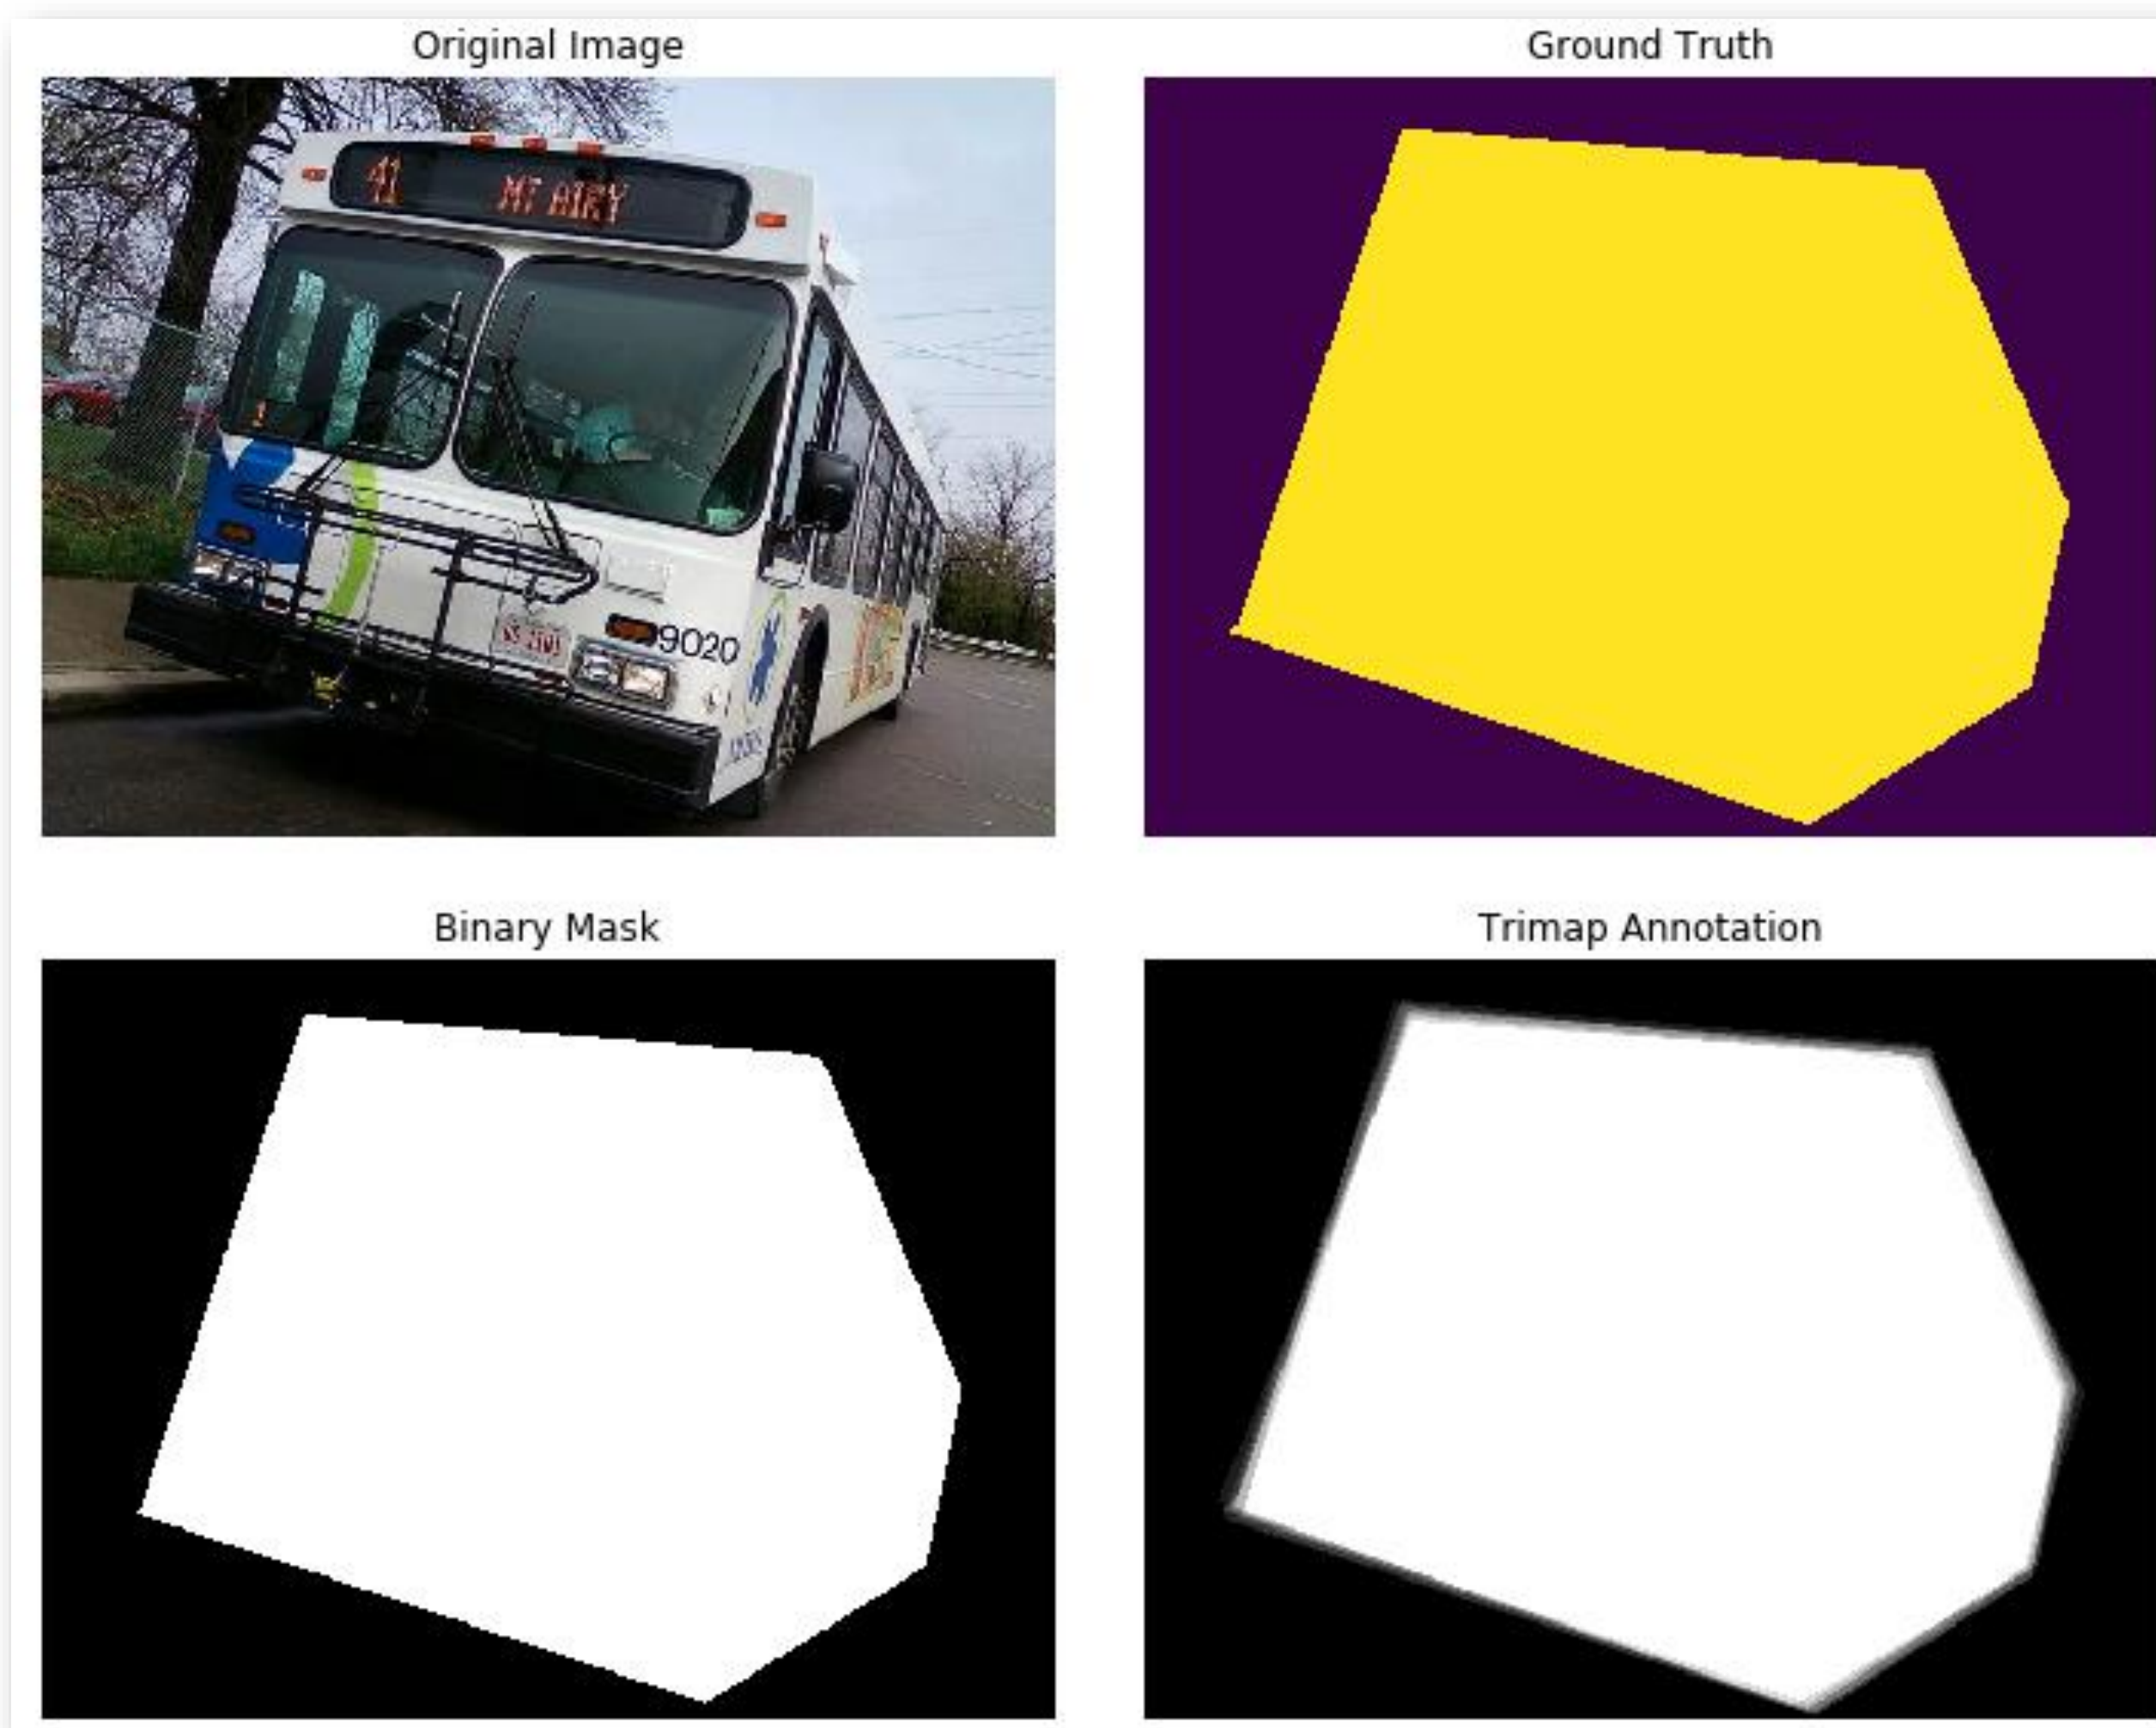 Original Image
Ground Truth
41 MT AIRY
9020
Binary Mask
Trimap Annotation